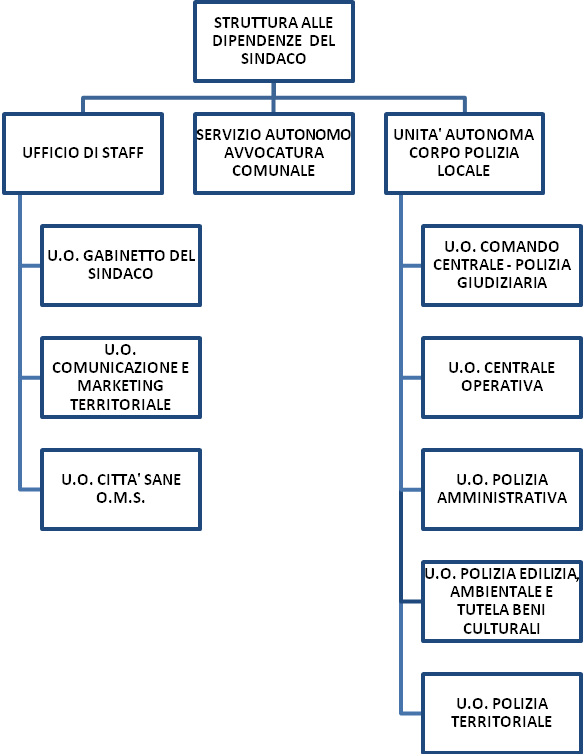 STRUTTURA ALLE
DIPENDENZE DEL
SINDACO
UFFICIO DI STAFF
SERVIZIO AUTONOMO
AVVOCATURA
COMUNALE
UNITA' AUTONOMA
CORPO POLIZIA
LOCALE
U.O. GABINETTO DEL
SINDACO
U.O.
COMUNICAZIONE E
MARKETING
TERRITORIALE
U.O. CITTA' SANE
O.M.S.
U.O. COMANDO
CENTRALE - POLIZIA
GIUDIZIARIA
U.O. CENTRALE
OPERATIVA
U.O. POLIZIA
AMMINISTRATIVA
U.O. POLIZIA EDILIZIA,
AMBIENTALE E
TUTELA BENI
CULTURALI
U.O. POLIZIA
TERRITORIALE